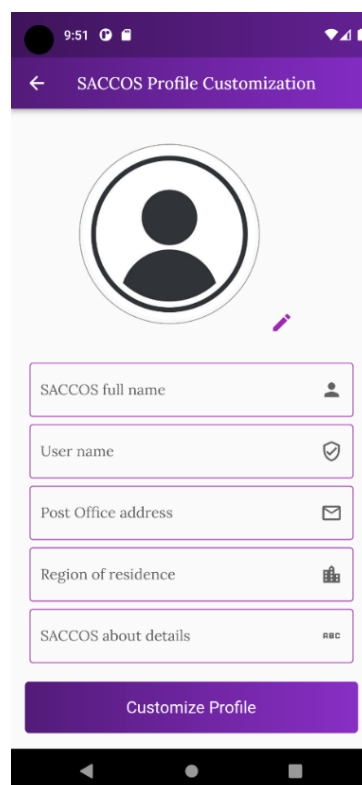 9:51
SACCOS Profile Customization
SACCOS full name
User name
Post Office address
Region of residence
SACCOS about details
ABC
Customize Profile